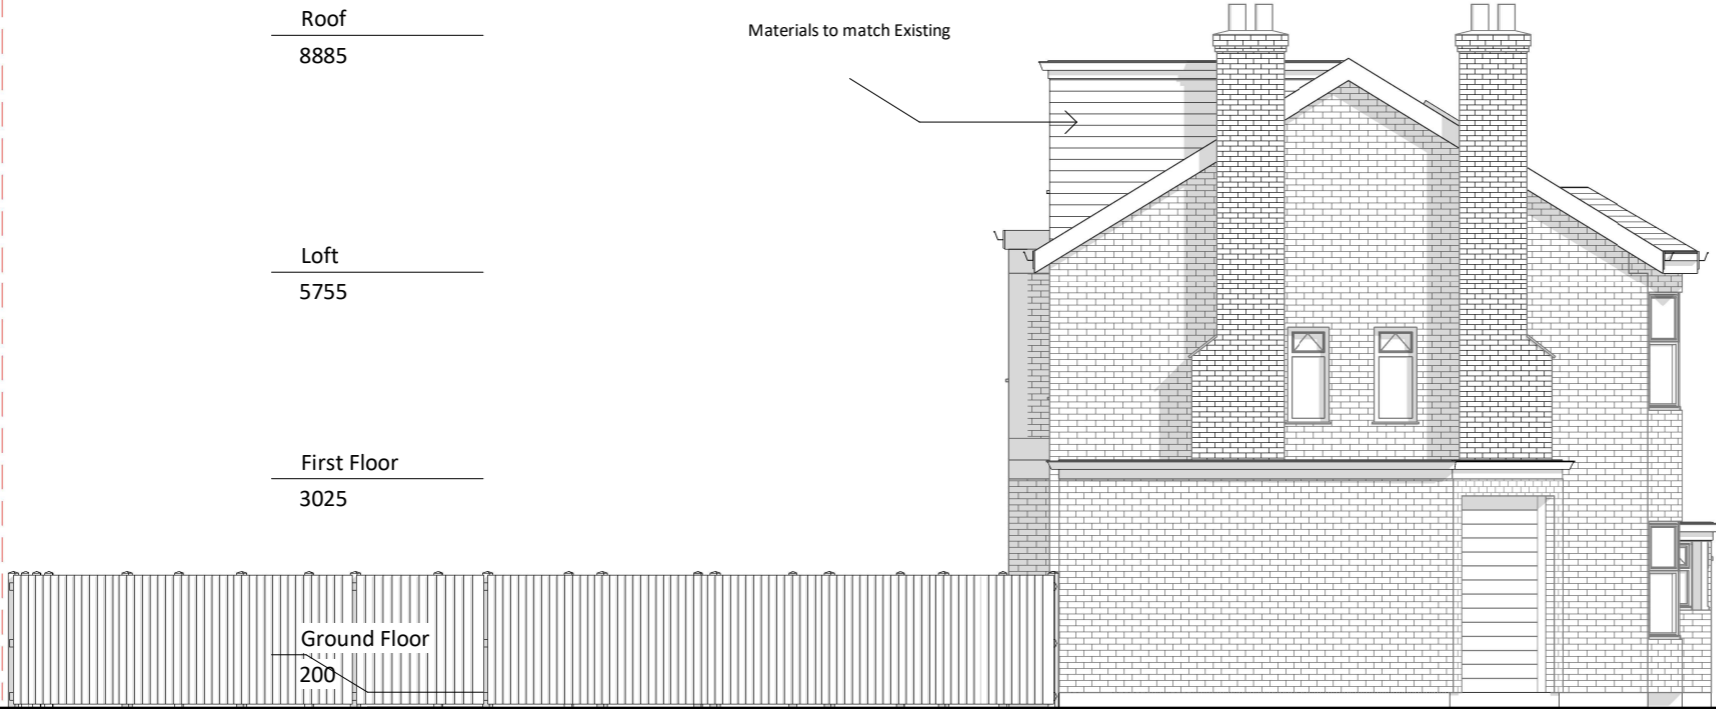 Roof
8885
Materials to match Existing
Loft
5755
First Floor
3025
Ground Floor
200